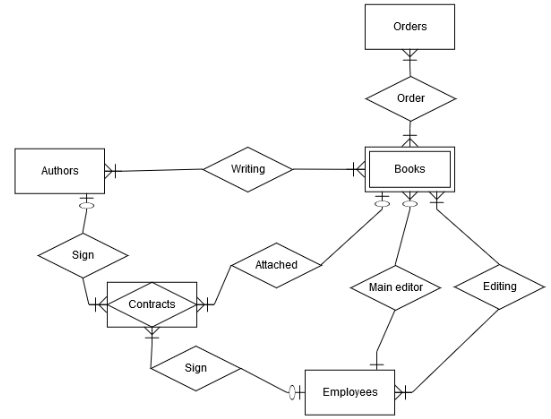 Orders
Order
Authors
Writing
Books
Sign
Attached
Contracts
Main editor
Editing
Sign
Employees